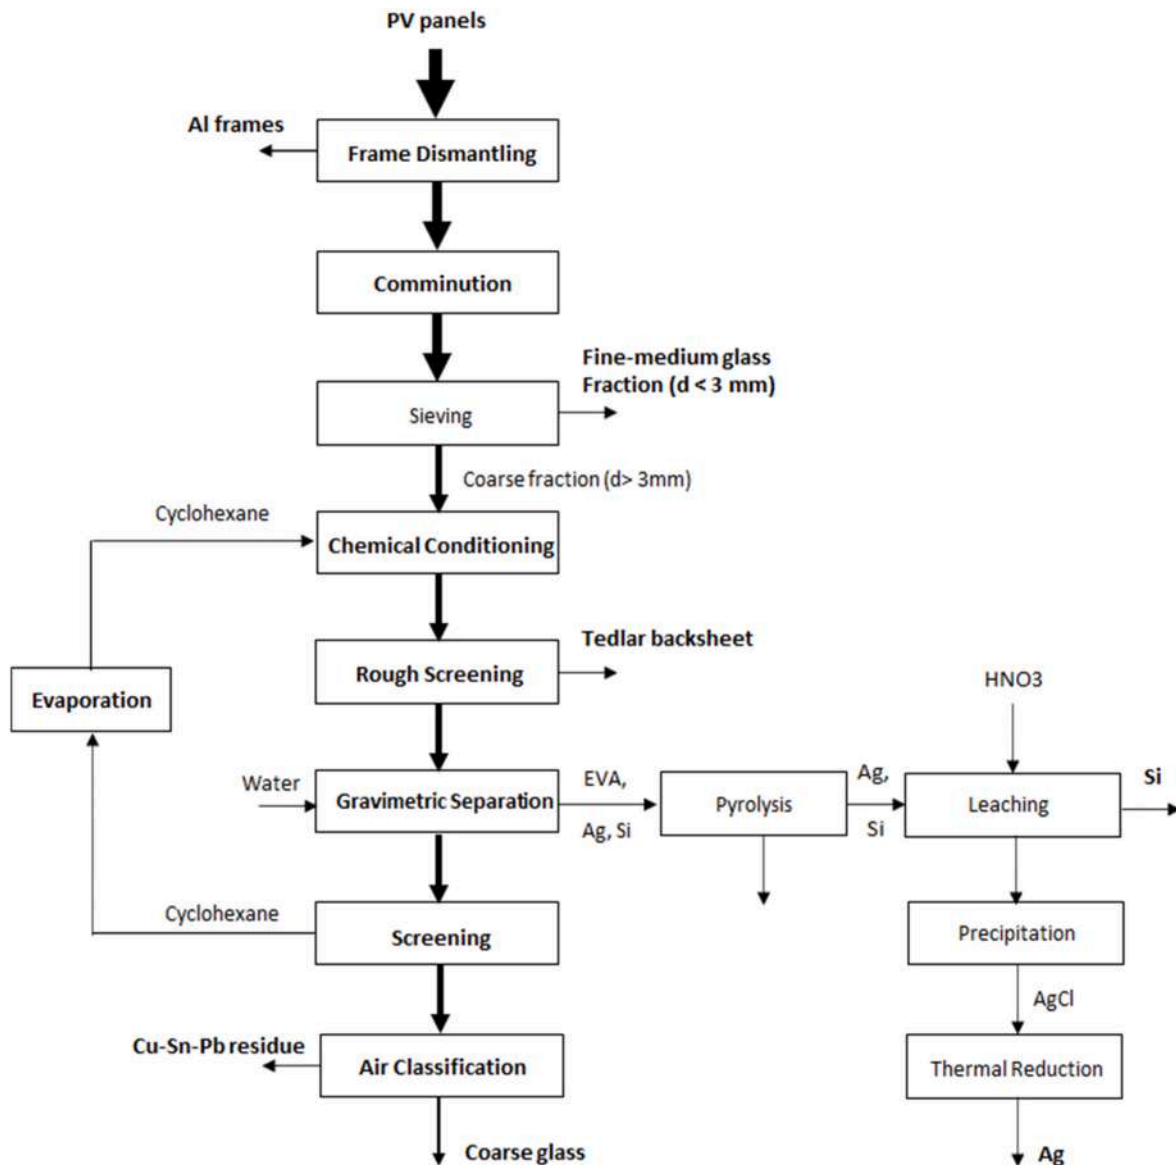 PV panels
Al frames
Frame Dismantling
Comminution
Fine-medium glass
Fraction (d < 3 mm)
Sieving
Coarse fraction (d> 3mm)
Cyclohexane
Chemical Conditioning
Tedlar backsheet
Rough Screening
Evaporation
HNO3
Water
Gravimetric Separation
EVA,
Ag, Si
Pyrolysis
Ag,
Si
Leaching
Si
Cyclohexane
Screening
Precipitation
AgCl
Cu-Sn-Pb residue
Air Classification
Thermal Reduction
Coarse glass
Ag